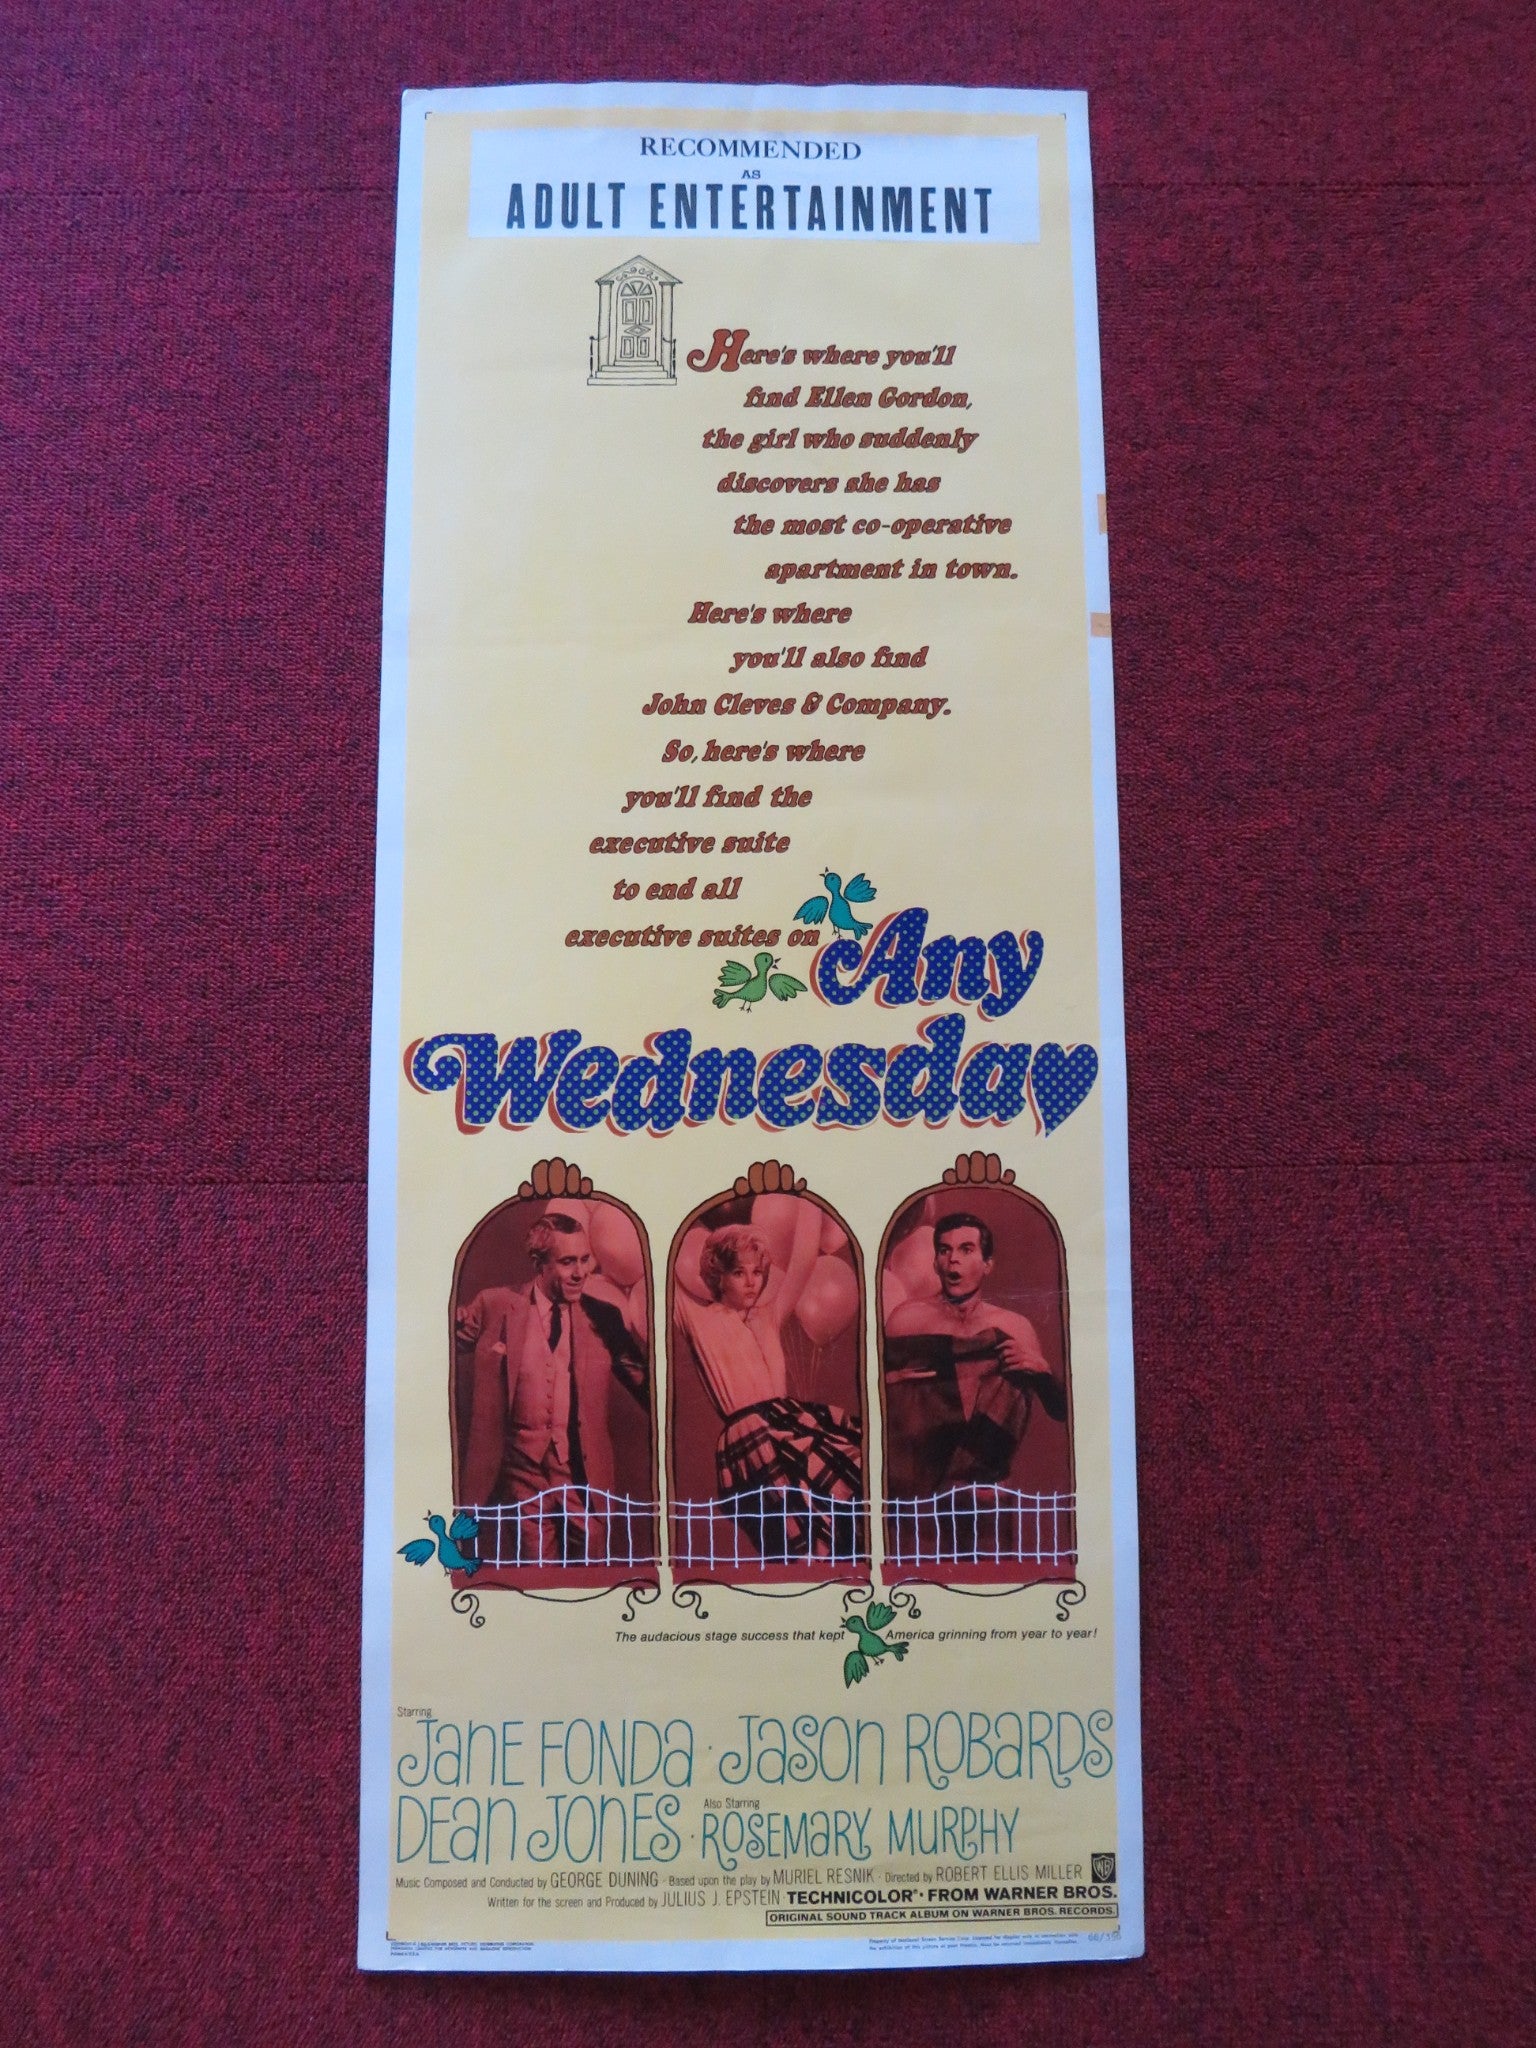 RECOMMENDED
AS
ADULT ENTERTAINMENT
Here's where you'll
find Ellen Gordon,
the girl who suddenly
discovers she has
the most co-operative
apartment in town.
Here's where
you'll also find
John Cleves & Company.
So, here's where
you'll find the
executive suite
to end all
executive suites on
Any
Wednesday
The audacious stage success that kept America grinning from year to year!
Starring
JANE FONDA · JASON ROBARDS
DEAN JONES · Also Starring ROSEMARY MURPHY
Music Composed and Conducted by GEORGE DUNING · Based upon the play by MURIEL RESNIK · Directed by ROBERT ELLIS MILLER
WB
Written for the screen and Produced by JULIUS J. EPSTEIN · TECHNICOLOR® · FROM WARNER BROS.
ORIGINAL SOUND TRACK ALBUM ON WARNER BROS. RECORDS.
66/356